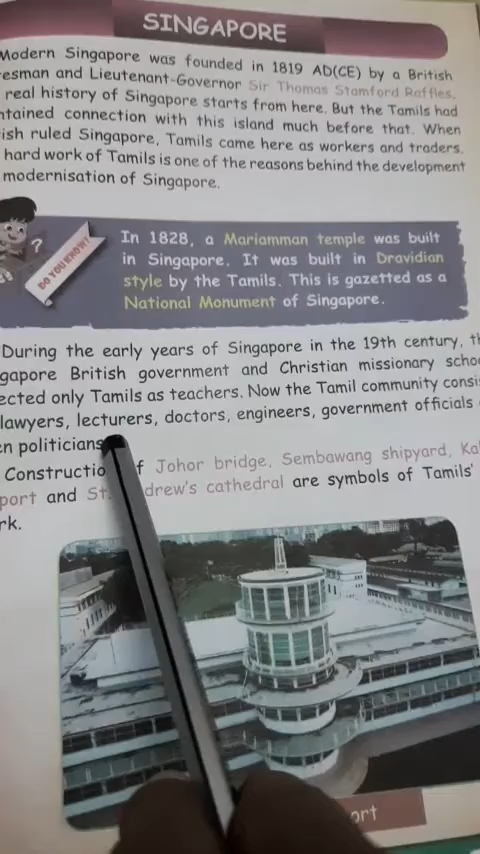 SINGAPORE
Modern Singapore was founded in 1819 AD(CE) by a British
esman and Lieutenant-Governor Sir Thomas Stamford Raffles.
real history of Singapore starts from here. But the Tamils had
ntained connection with this island much before that. When
ish ruled Singapore, Tamils came here as workers and traders.
hard work of Tamils is one of the reasons behind the development
modernisation of Singapore.
?
DO YOU KNOW?
In 1828, a Mariamman temple was built
in Singapore. It was built in Dravidian
style by the Tamils. This is gazetted as a
National Monument of Singapore.
During the early years of Singapore in the 19th century, th
gapore British government and Christian missionary schoo
ected only Tamils as teachers. Now the Tamil community consi
lawyers, lecturers, doctors, engineers, government officials
en politicians
Constructio f Johor bridge, Sembawang shipyard, Kal
port and St. drew's cathedral are symbols of Tamils'
rk.
ort